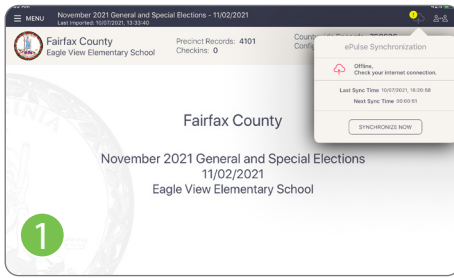 MENU
November 2021 General and Special Elections - 11/02/2021
Last Imported: 10/07/2021, 13:33:40
1
Fairfax County
Eagle View Elementary School
Precinct Records: 4101
Checkins: 0
ePulse Synchronization
Offline,
Check your internet connection.
Last Sync Time 10/07/2021, 16:20:58
Next Sync Time 00:00:51
SYNCHRONIZE NOW
Fairfax County
November 2021 General and Special Elections
11/02/2021
Eagle View Elementary School
1